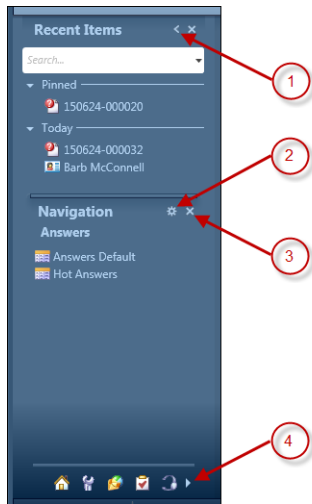 Recent Items
Search...
Pinned
150624-000020
Today
150624-000032
Barb McConnell
Navigation
Answers
Answers Default
Hot Answers
1
2
3
4